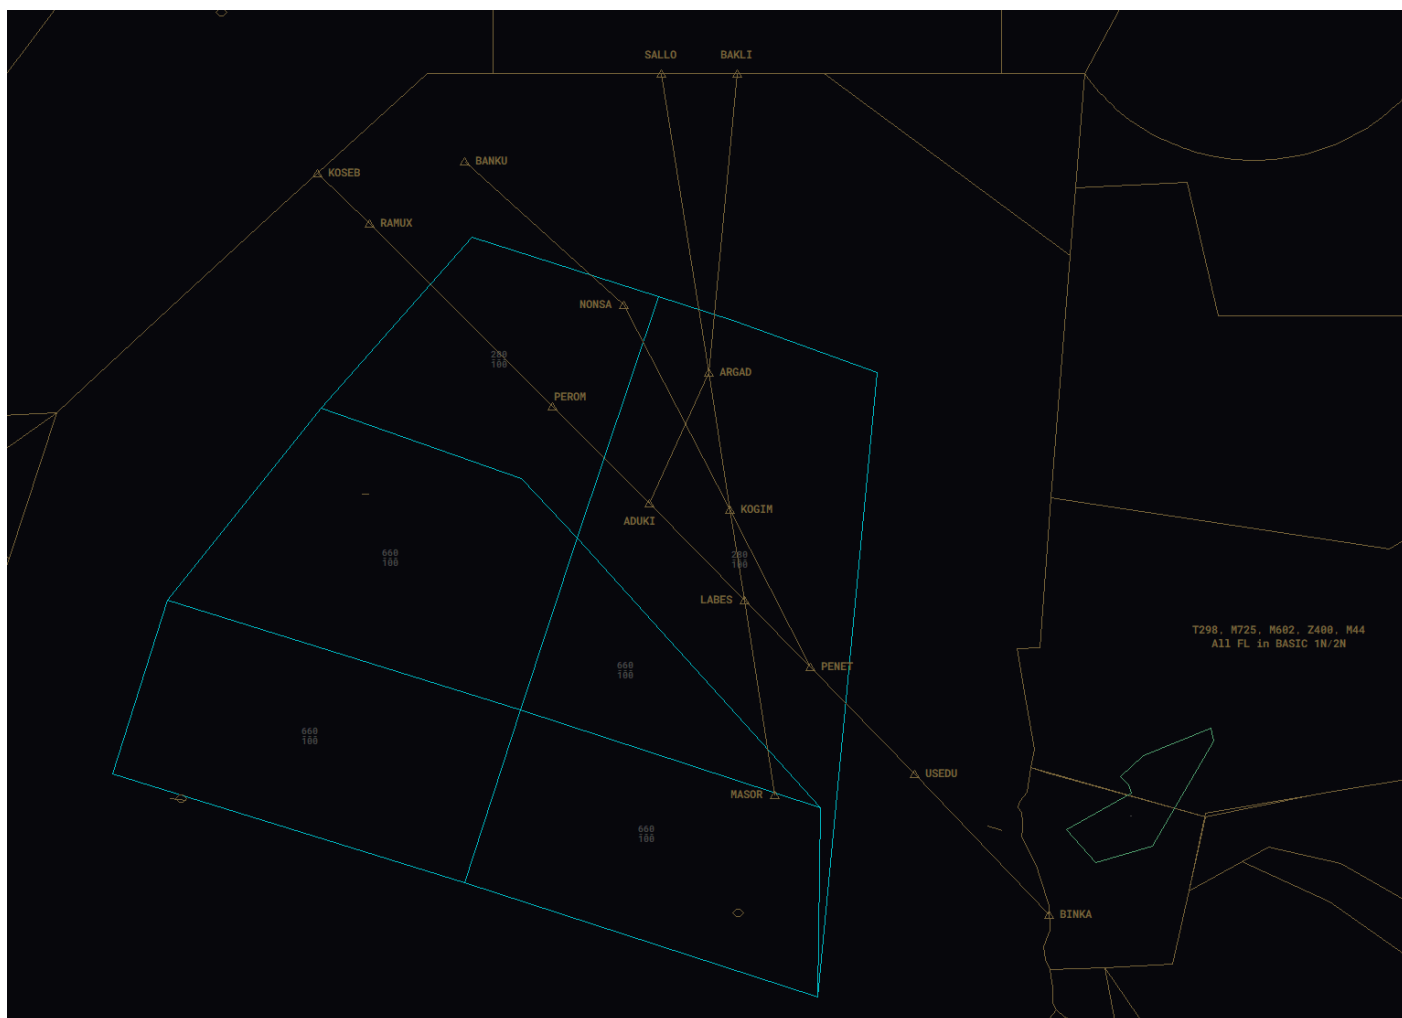 SALLO
BAKLI
BANKU
KOSEB
RAMUX
NONSA
280
100
ARGAD
PEROM
KOGIM
ADUKI
660
100
280
100
LABES
T298, M725, M602, Z400, M44
All FL in BASIC 1N/2N
660
100
PENET
660
100
USEDU
MASOR
660
100
BINKA